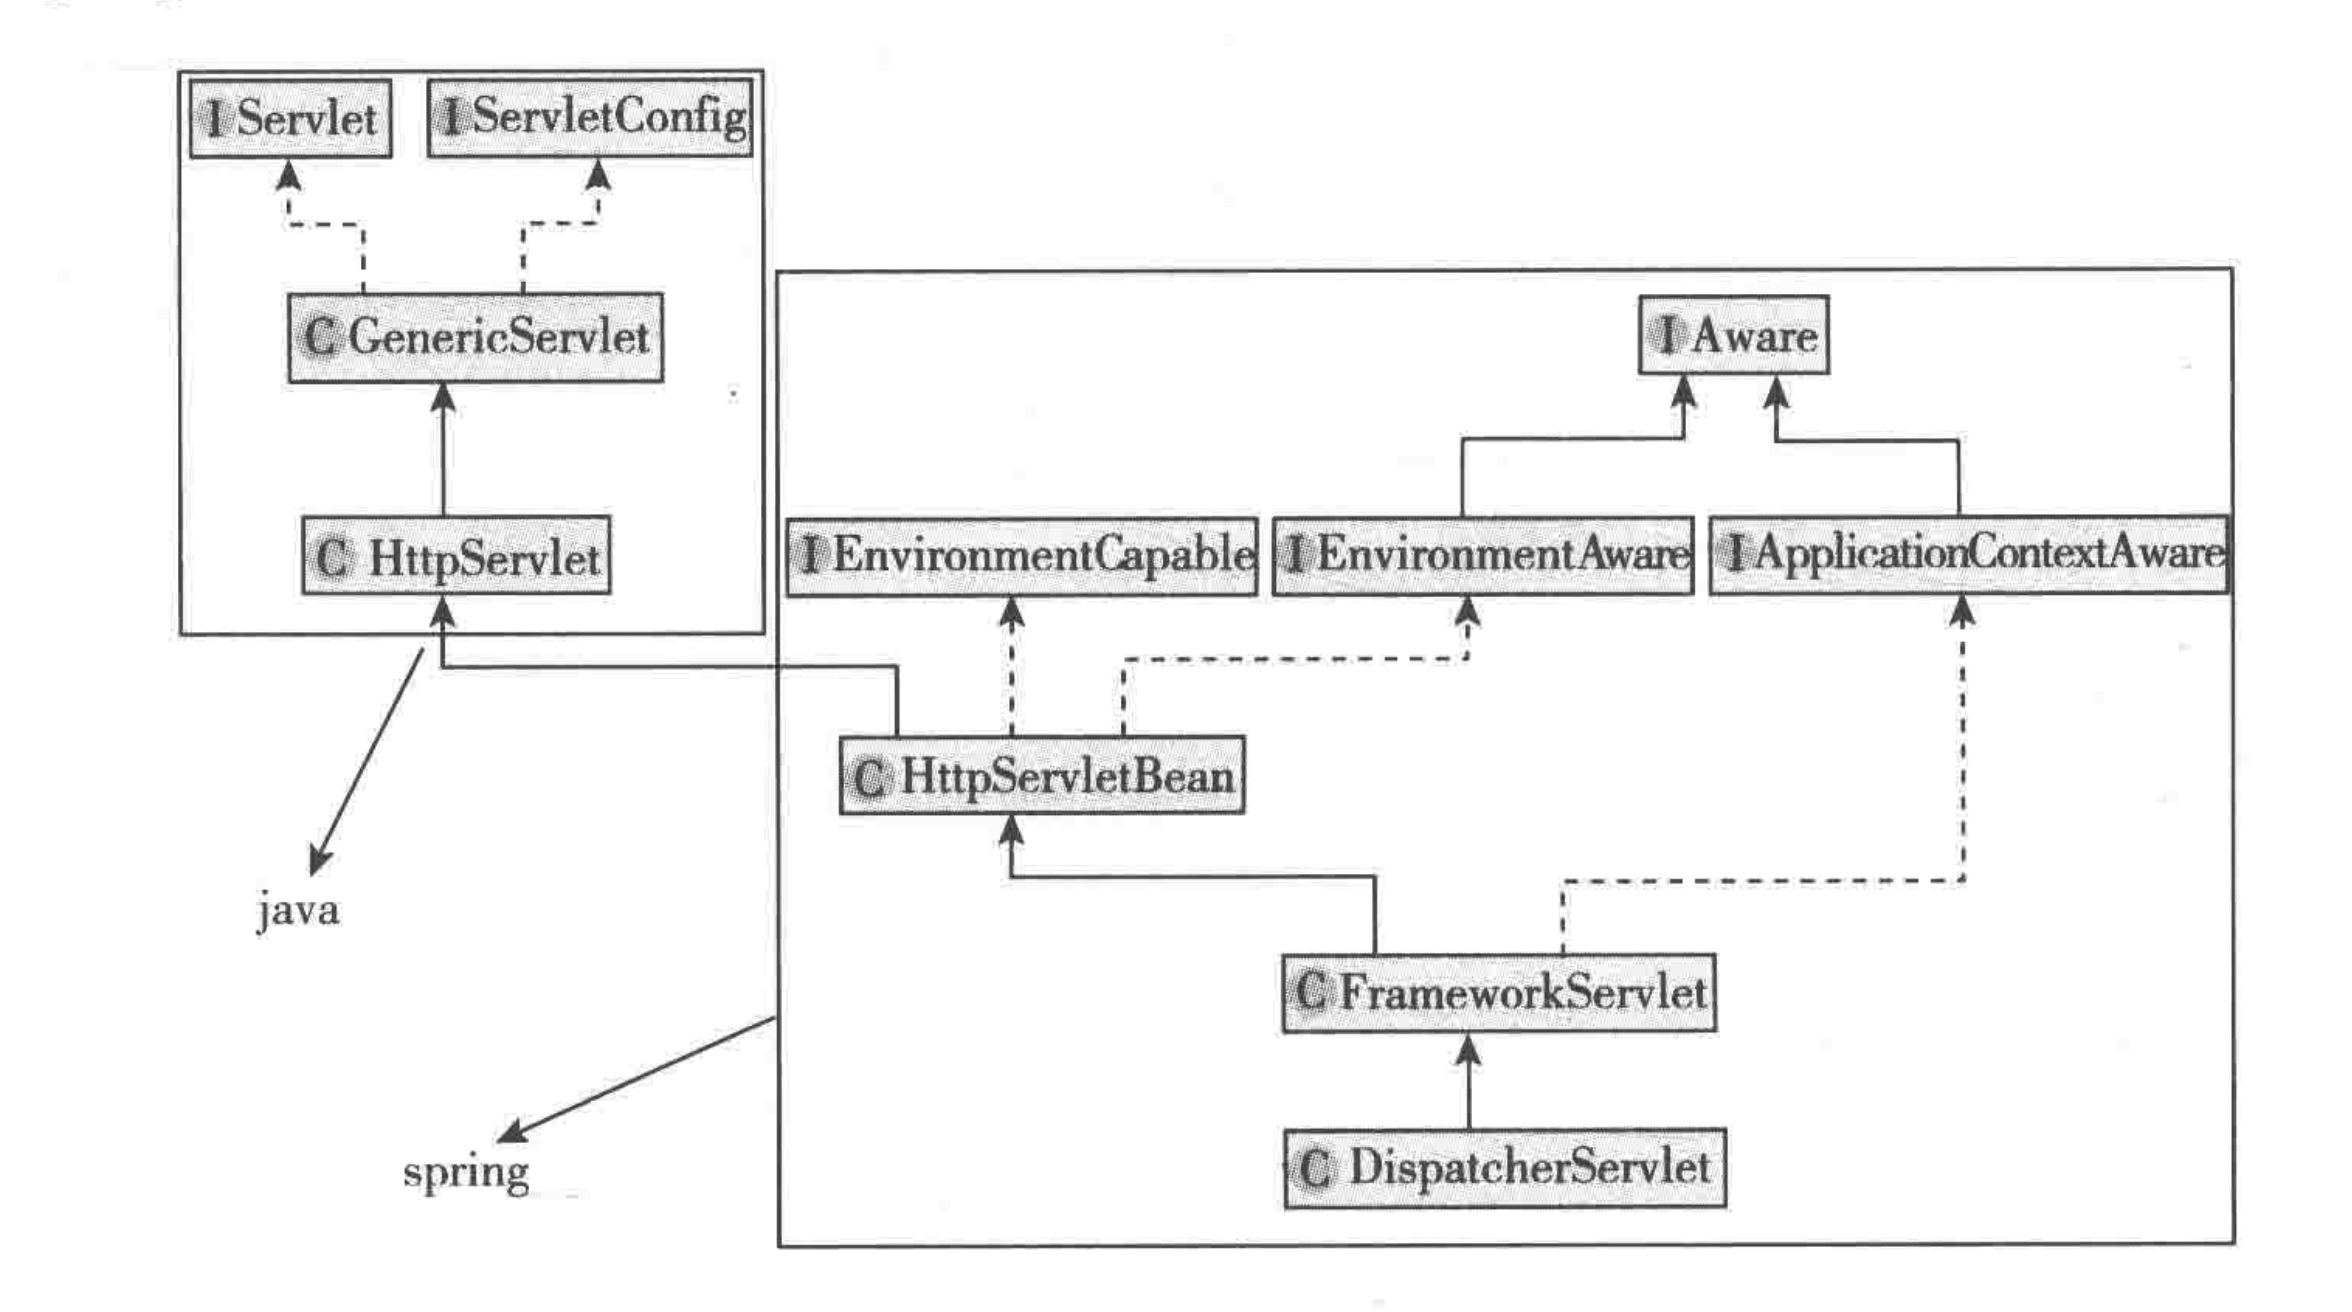 I Servlet
I ServletConfig
C GenericServlet
I Aware
C HttpServlet
I EnvironmentCapable
I EnvironmentAware
I ApplicationContextAware
C HttpServletBean
java
C FrameworkServlet
spring
C DispatcherServlet